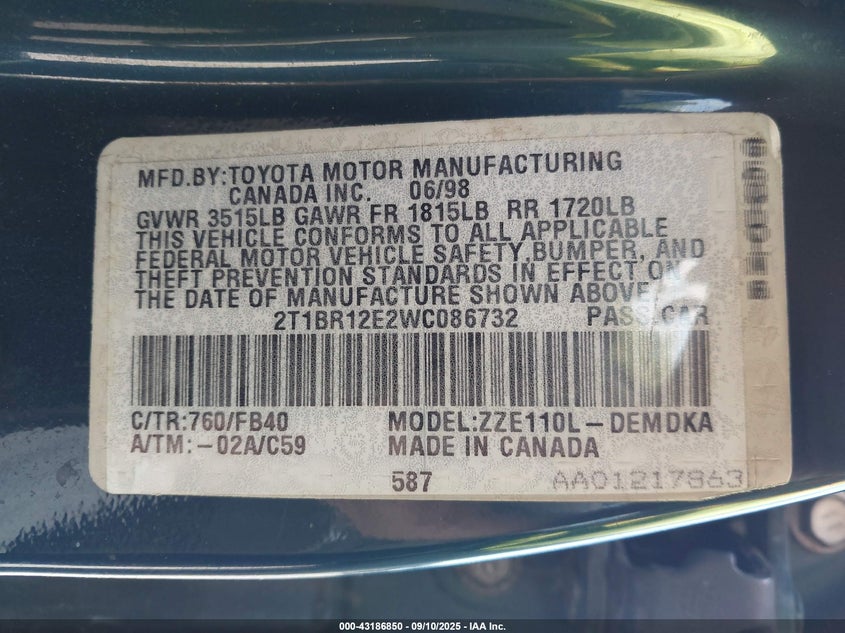 MFD.BY:TOYOTA MOTOR MANUFACTURING
CANADA INC. 06/98
GVWR 3515LB GAWR FR 1815LB RR 1720LB
THIS VEHICLE CONFORMS TO ALL APPLICABLE
FEDERAL MOTOR VEHICLE SAFETY,BUMPER, AND
THEFT PREVENTION STANDARDS IN EFFECT ON
THE DATE OF MANUFACTURE SHOWN ABOVE.
2T1BR12E2WC086732 PASS.CAR
C/TR:760/FB40 MODEL:ZZE110L-DEMDKA
A/TM:-02A/C59 MADE IN CANADA
587 AA01217863
000-43186850 - 09/10/2025 - IAA Inc.